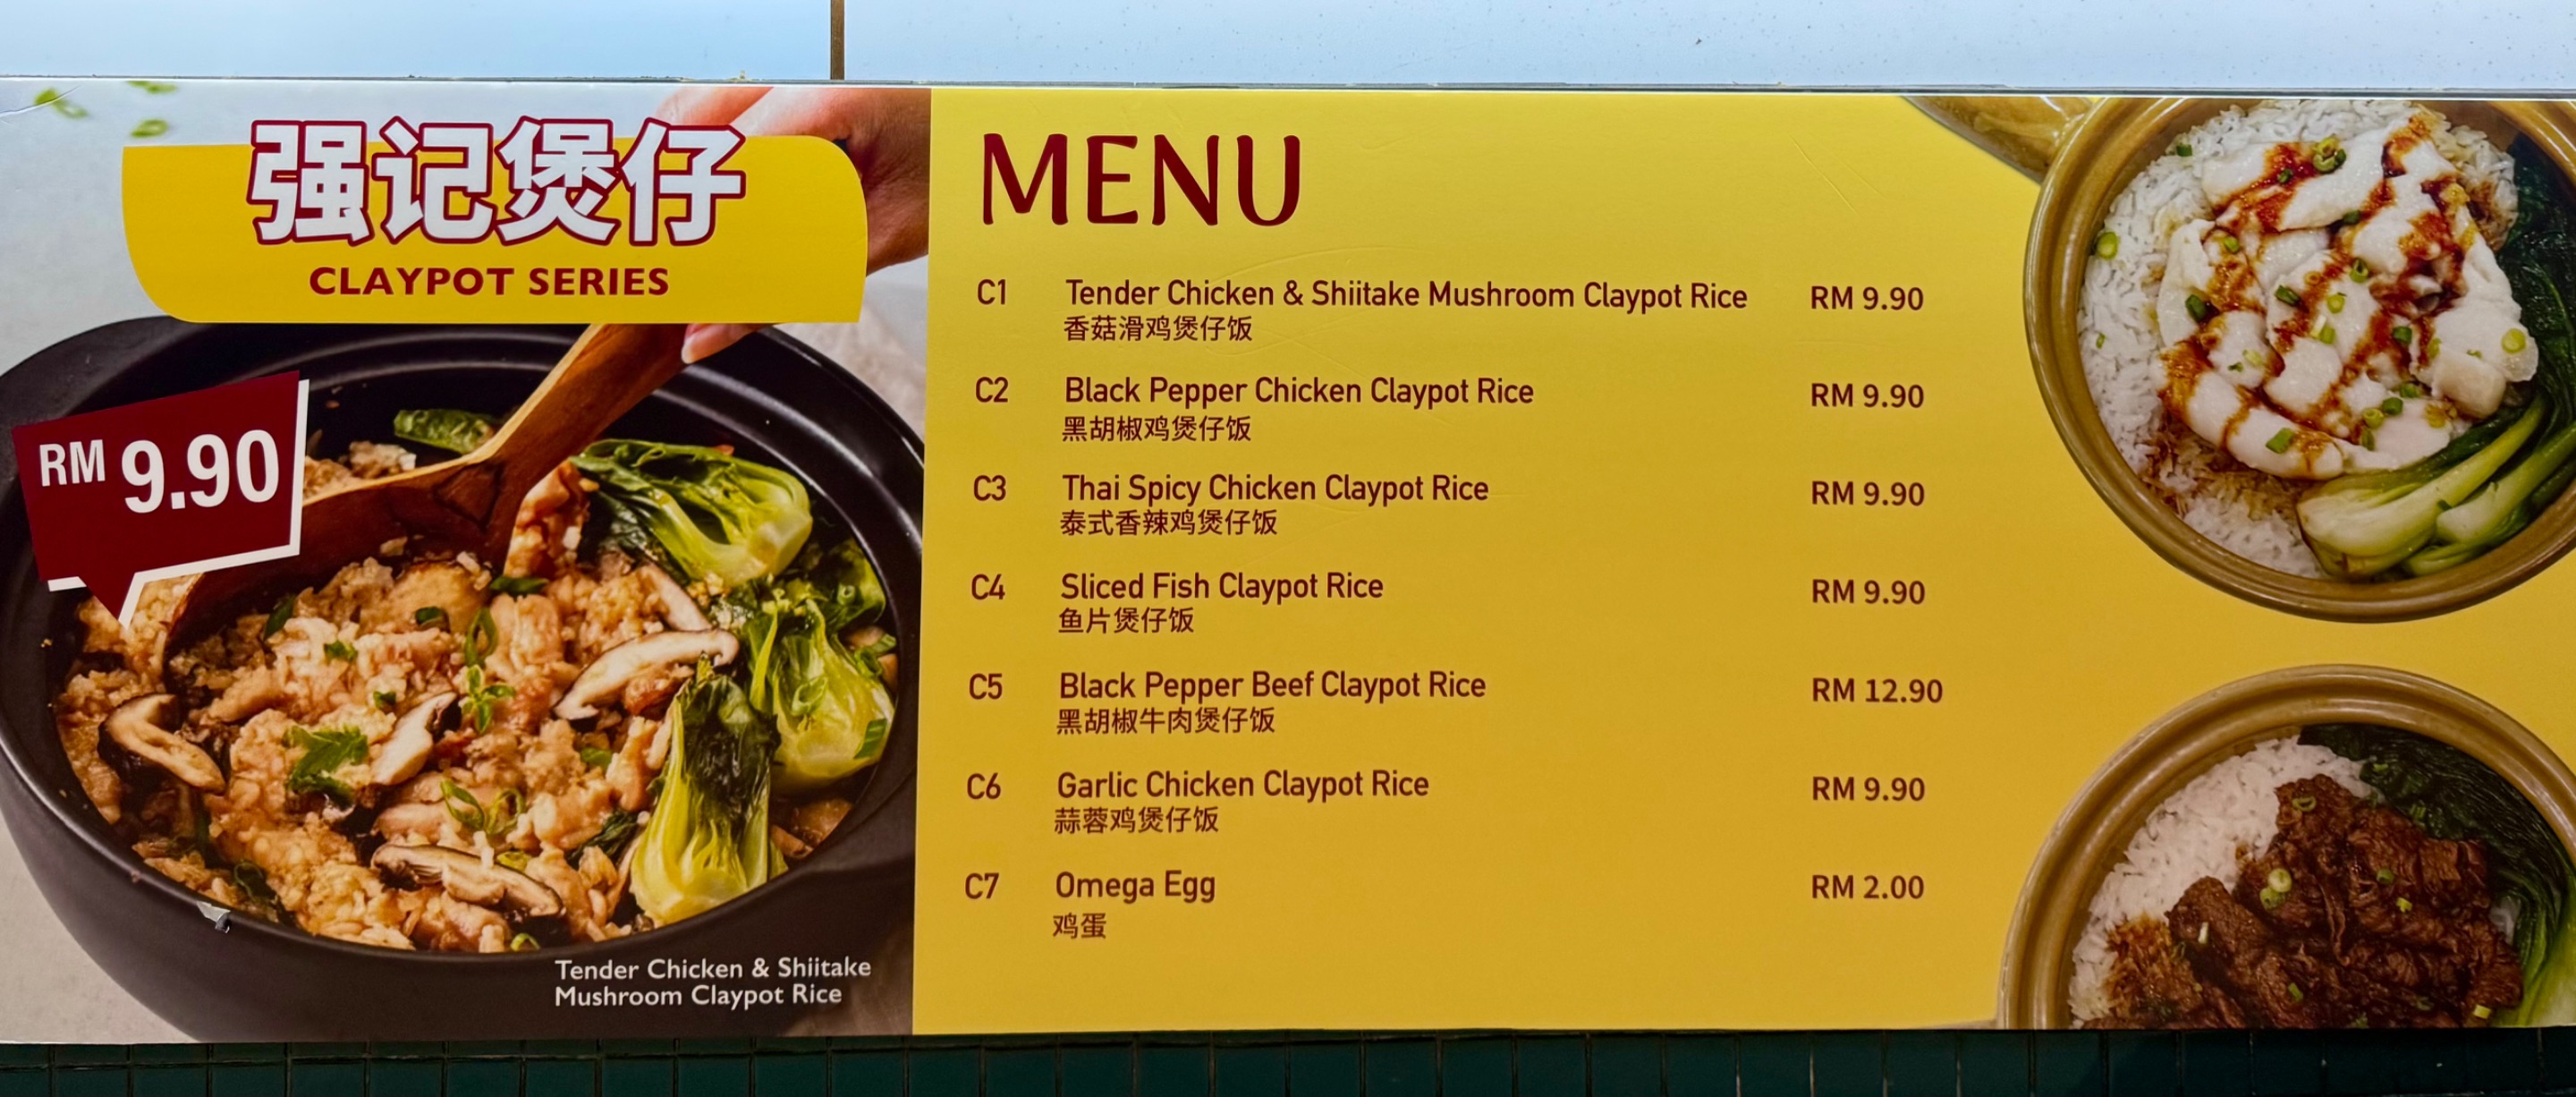 强记煲仔
CLAYPOT SERIES
RM 9.90
Tender Chicken & Shiitake
Mushroom Claypot Rice
MENU
C1 Tender Chicken & Shiitake Mushroom Claypot Rice RM 9.90
香菇滑鸡煲仔饭
C2 Black Pepper Chicken Claypot Rice RM 9.90
黑胡椒鸡煲仔饭
C3 Thai Spicy Chicken Claypot Rice RM 9.90
泰式香辣鸡煲仔饭
C4 Sliced Fish Claypot Rice RM 9.90
鱼片煲仔饭
C5 Black Pepper Beef Claypot Rice RM 12.90
黑胡椒牛肉煲仔饭
C6 Garlic Chicken Claypot Rice RM 9.90
蒜蓉鸡煲仔饭
C7 Omega Egg RM 2.00
鸡蛋